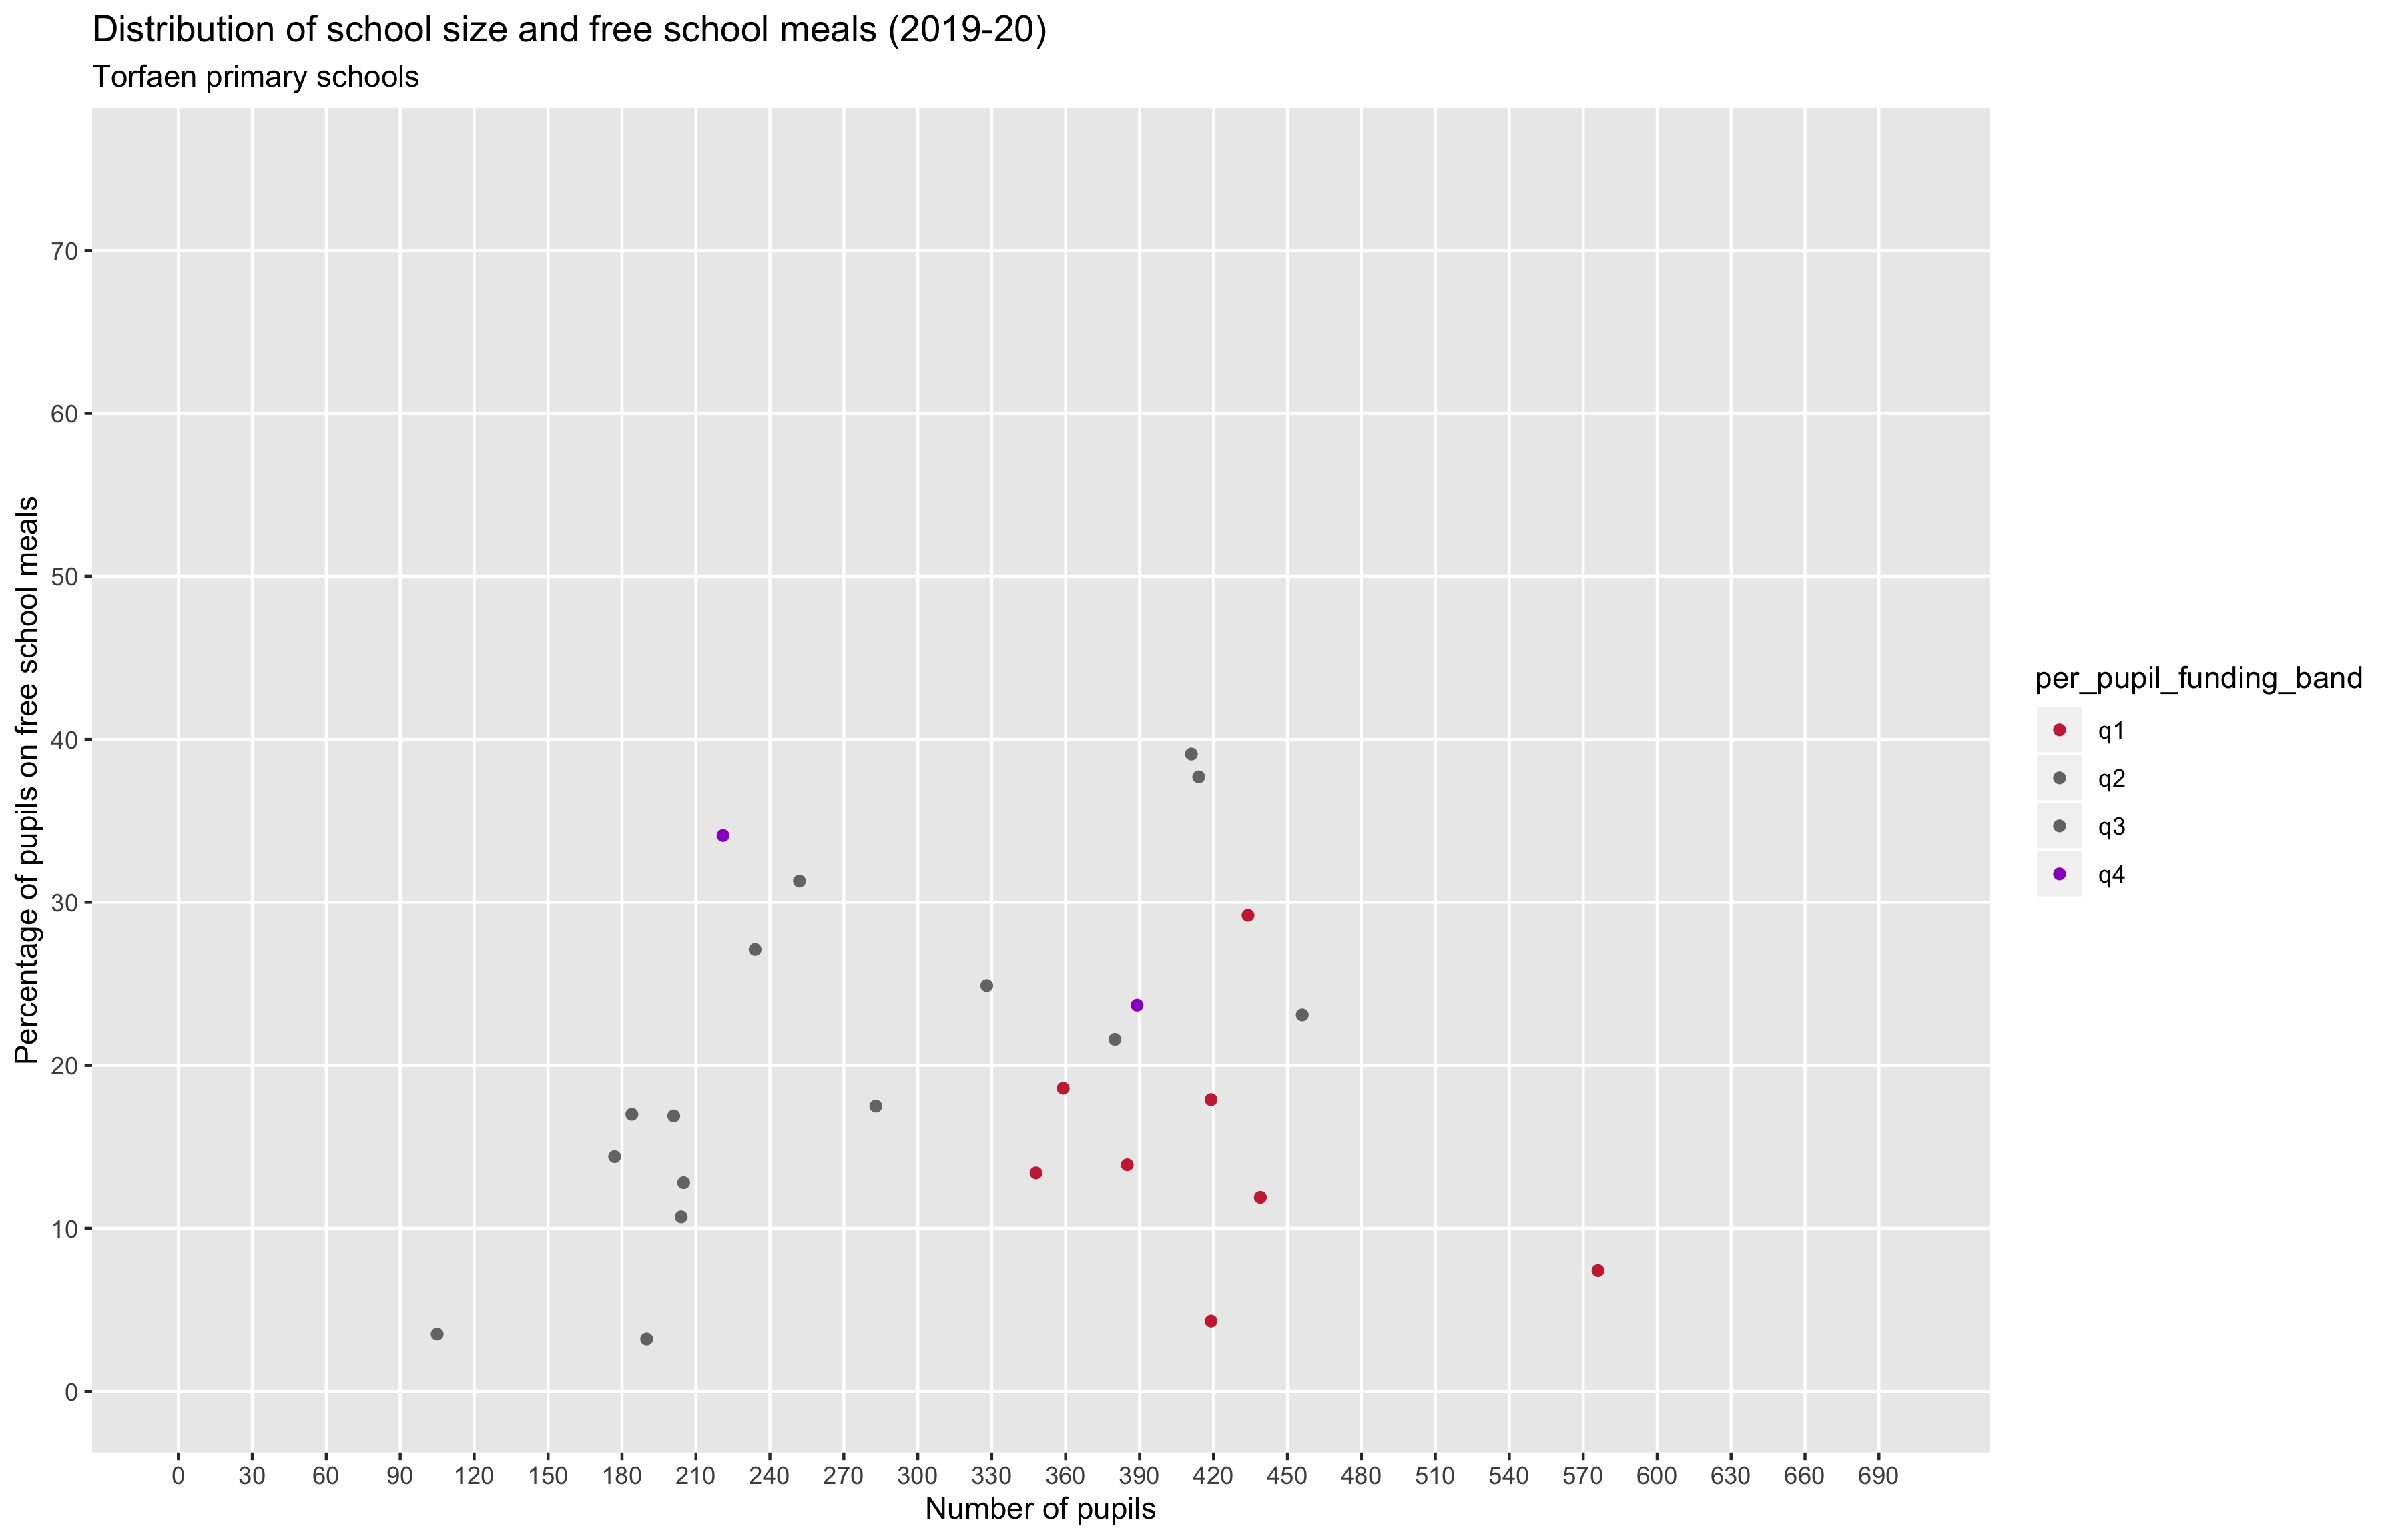 Distribution of school size and free school meals (2019-20)
Torfaen primary schools
Percentage of pupils on free school meals
70
60
50
40
30
20
10
0
0 30 60 90 120 150 180 210 240 270 300 330 360 390 420 450 480 510 540 570 600 630 660 690
Number of pupils
per_pupil_funding_band
q1
q2
q3
q4